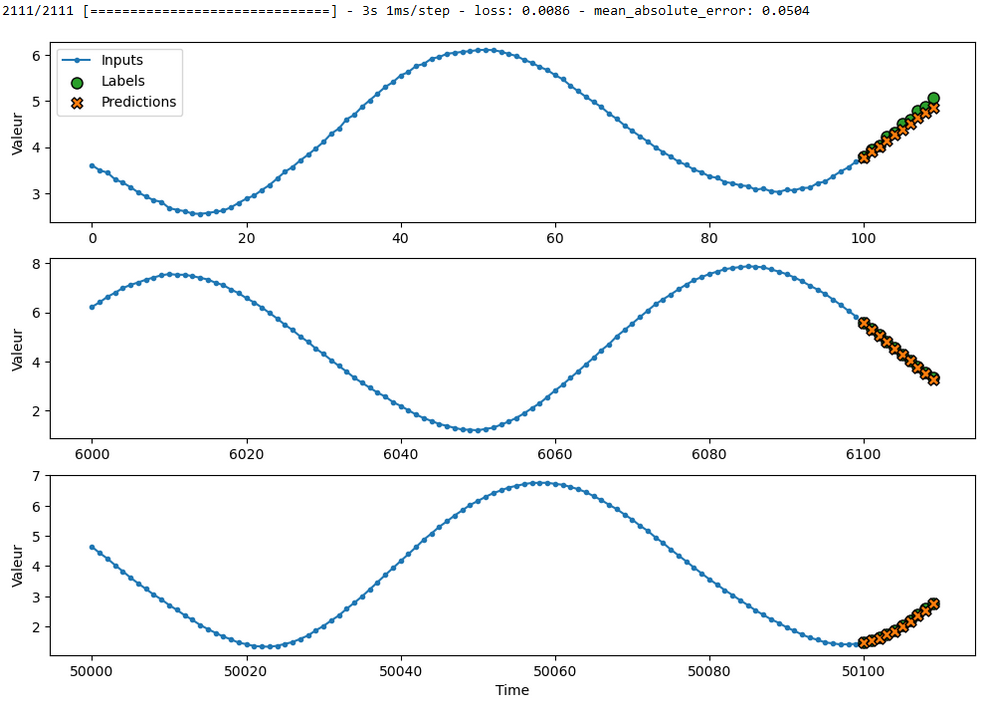 2111/2111 [==============================] - 3s 1ms/step - loss: 0.0086 - mean_absolute_error: 0.0504
6
5
4
3
Valeur
Inputs
Labels
Predictions
0 20 40 60 80 100
8
6
4
2
Valeur
6000 6020 6040 6060 6080 6100
7
6
5
4
3
2
Valeur
50000 50020 50040 50060 50080 50100
Time